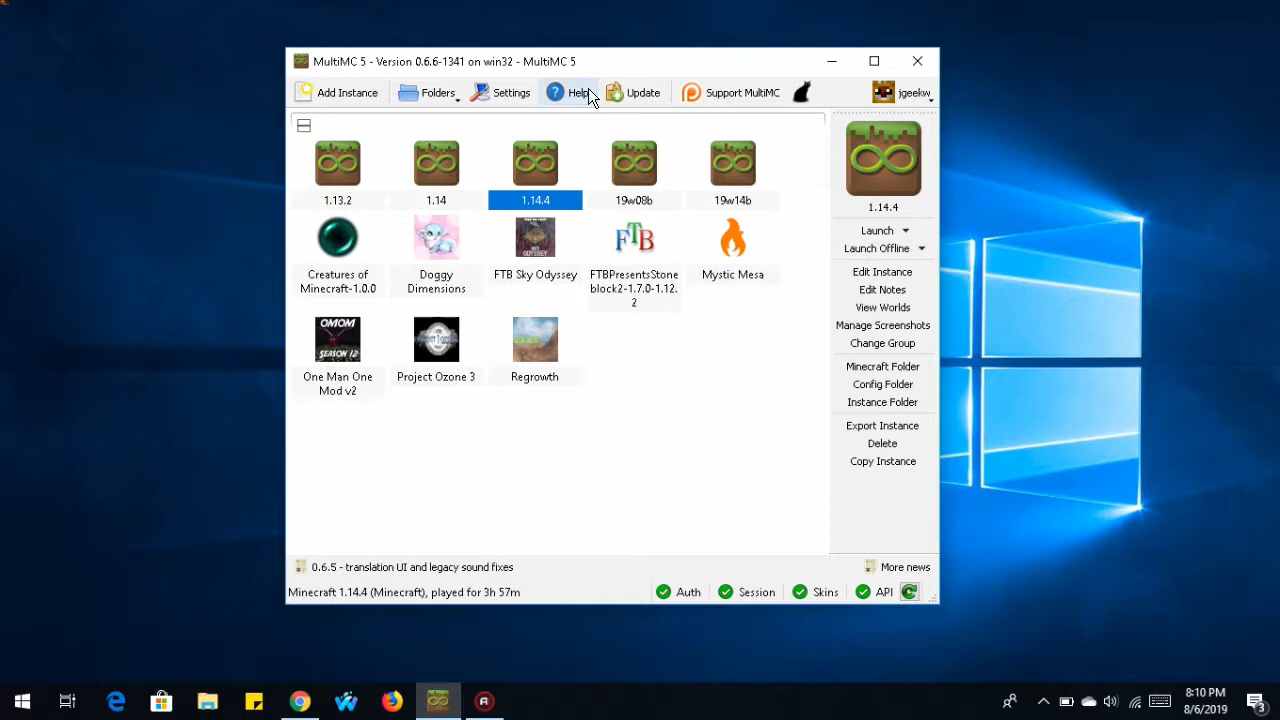 MultiMC 5 - Version 0.6.6-1341 on win32 - MultiMC 5
Add Instance Folders Settings Help Update Support MultiMC jgeekw
1.13.2 1.14 1.14.4 19w08b 19w14b
Creatures of
Minecraft-1.0.0
Doggy
Dimensions
FTB Sky Odyssey
FTB
FTBPresentsStone
block2-1.7.0-1.12.
2
Mystic Mesa
OMOM
SEASON 12
One Man One
Mod v2
Project Ozone 3
Regrowth
1.14.4
Launch
Launch Offline
Edit Instance
Edit Notes
View Worlds
Manage Screenshots
Change Group
Minecraft Folder
Config Folder
Instance Folder
Export Instance
Delete
Copy Instance
0.6.5 - translation UI and legacy sound fixes
More news
Minecraft 1.14.4 (Minecraft), played for 3h 57m
Auth Session Skins API
8:10 PM
8/6/2019
3